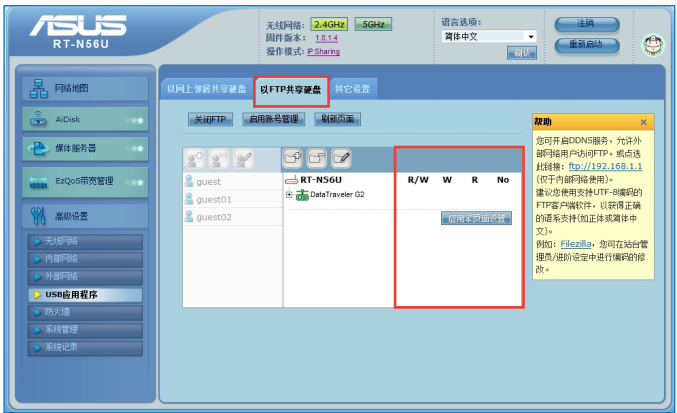 ASUS
RT-N56U
无线网络: 2.4GHz 5GHz
固件版本: 1.0.1.4
操作模式: IP Sharing
语言选项:
简体中文
确认
注销
重新启动
网络地图
AiDisk
媒体服务器
EzQoS带宽管理
高级设置
无线网络
内部网络
外部网络
USB应用程序
防火墙
系统管理
系统记录
以网上邻居共享硬盘
以FTP共享硬盘
其它设置
关闭FTP
启用账号管理
刷新页面
guest
guest01
guest02
RT-N56U
DataTraveler G2
R/W W R No
应用本页面设置
帮助 ×
您可开启DDNS服务，允许外
部网络用户访问FTP。或点选
此链接：ftp://192.168.1.1
(仅于内部网络使用)。
建议您使用支持UTF-8编码的
FTP客户端软件，以获得正确
的语系支持(如正体或简体中
文)。
例如：Filezilla，您可在站台管
理员/进阶设定中进行编码的修
改。